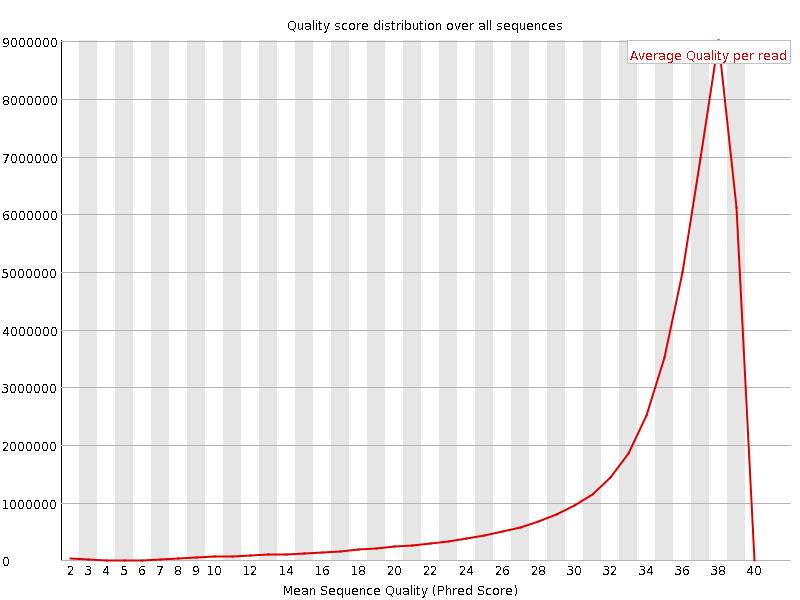 Quality score distribution over all sequences
Average Quality per read
9000000
8000000
7000000
6000000
5000000
4000000
3000000
2000000
1000000
0
2 3 4 5 6 7 8 9 10 12 14 16 18 20 22 24 26 28 30 32 34 36 38 40
Mean Sequence Quality (Phred Score)